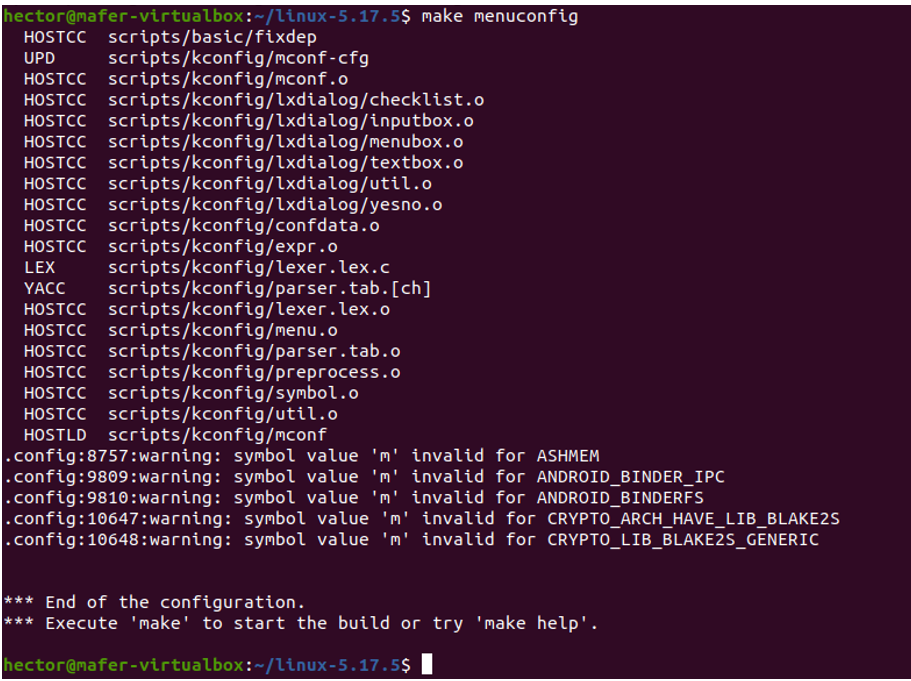 hector@mafer-virtualbox:~/linux-5.17.5$ make menuconfig
  HOSTCC  scripts/basic/fixdep
  UPD     scripts/kconfig/mconf-cfg
  HOSTCC  scripts/kconfig/mconf.o
  HOSTCC  scripts/kconfig/lxdialog/checklist.o
  HOSTCC  scripts/kconfig/lxdialog/inputbox.o
  HOSTCC  scripts/kconfig/lxdialog/menubox.o
  HOSTCC  scripts/kconfig/lxdialog/textbox.o
  HOSTCC  scripts/kconfig/lxdialog/util.o
  HOSTCC  scripts/kconfig/lxdialog/yesno.o
  HOSTCC  scripts/kconfig/confdata.o
  HOSTCC  scripts/kconfig/expr.o
  LEX     scripts/kconfig/lexer.lex.c
  YACC    scripts/kconfig/parser.tab.[ch]
  HOSTCC  scripts/kconfig/lexer.lex.o
  HOSTCC  scripts/kconfig/menu.o
  HOSTCC  scripts/kconfig/parser.tab.o
  HOSTCC  scripts/kconfig/preprocess.o
  HOSTCC  scripts/kconfig/symbol.o
  HOSTCC  scripts/kconfig/util.o
  HOSTLD  scripts/kconfig/mconf
.config:8757:warning: symbol value 'm' invalid for ASHMEM
.config:9809:warning: symbol value 'm' invalid for ANDROID_BINDER_IPC
.config:9810:warning: symbol value 'm' invalid for ANDROID_BINDERFS
.config:10647:warning: symbol value 'm' invalid for CRYPTO_ARCH_HAVE_LIB_BLAKE2S
.config:10648:warning: symbol value 'm' invalid for CRYPTO_LIB_BLAKE2S_GENERIC
*** End of the configuration.
*** Execute 'make' to start the build or try 'make help'.
hector@mafer-virtualbox:~/linux-5.17.5$